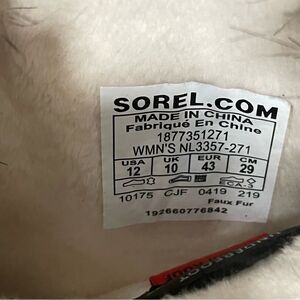 SOREL.COM
MADE IN CHINA
Fabriqué En Chine
1877351271
WMN'S NL3357-271
USA UK EUR CM
12 10 43 29
10175 CJF 0419 219
Faux Fur
192660776842